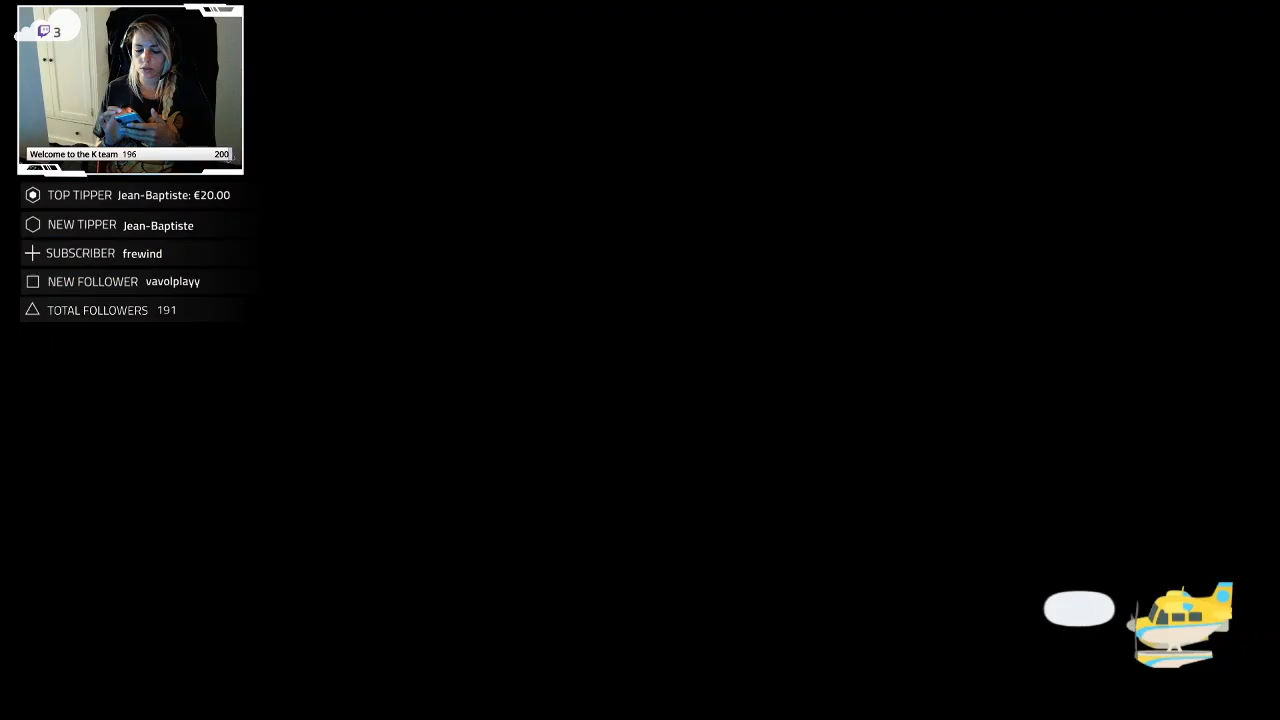 3
Welcome to the K team 196 200
TOP TIPPER Jean-Baptiste: €20.00
NEW TIPPER Jean-Baptiste
SUBSCRIBER frewind
NEW FOLLOWER vavolplayy
TOTAL FOLLOWERS 191